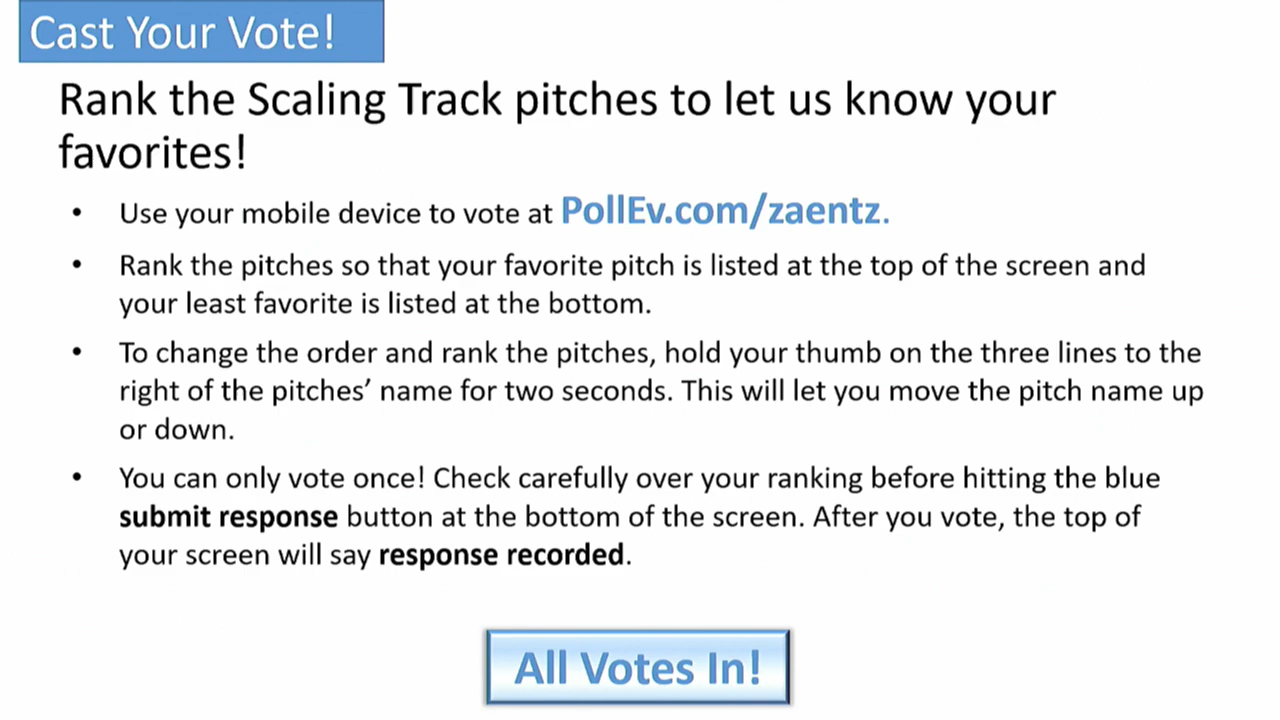 Cast Your Vote!
Rank the Scaling Track pitches to let us know your
favorites!
• Use your mobile device to vote at PollEv.com/zaentz.
• Rank the pitches so that your favorite pitch is listed at the top of the screen and
your least favorite is listed at the bottom.
• To change the order and rank the pitches, hold your thumb on the three lines to the
right of the pitches’ name for two seconds. This will let you move the pitch name up
or down.
• You can only vote once! Check carefully over your ranking before hitting the blue
submit response button at the bottom of the screen. After you vote, the top of
your screen will say response recorded.
All Votes In!